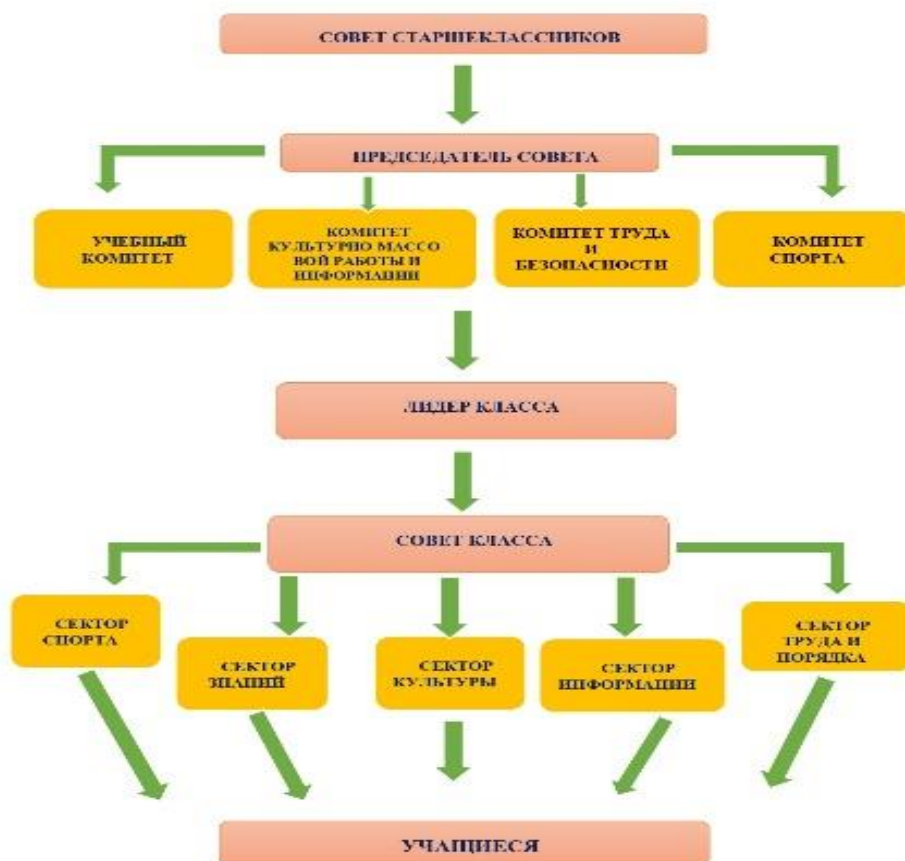 СОВЕТ СТАРШЕКЛАССНИКОВ
ПРЕДСЕДАТЕЛЬ СОВЕТА
УЧЕБНЫЙ
КОМИТЕТ
КОМИТЕТ
КУЛЬТУРНО МАССО
ВОЙ РАБОТЫ И
ИНФОРМАЦИИ
КОМИТЕТ ТРУДА
И
БЕЗОПАСНОСТИ
КОМИТЕТ
СПОРТА
ЛИДЕР КЛАССА
СОВЕТ КЛАССА
СЕКТОР
СПОРТА
СЕКТОР
ЗНАНИЙ
СЕКТОР
КУЛЬТУРЫ
СЕКТОР
ИНФОРМАЦИИ
СЕКТОР
ТРУДА И
ПОРЯДКА
УЧАЩИЕСЯ